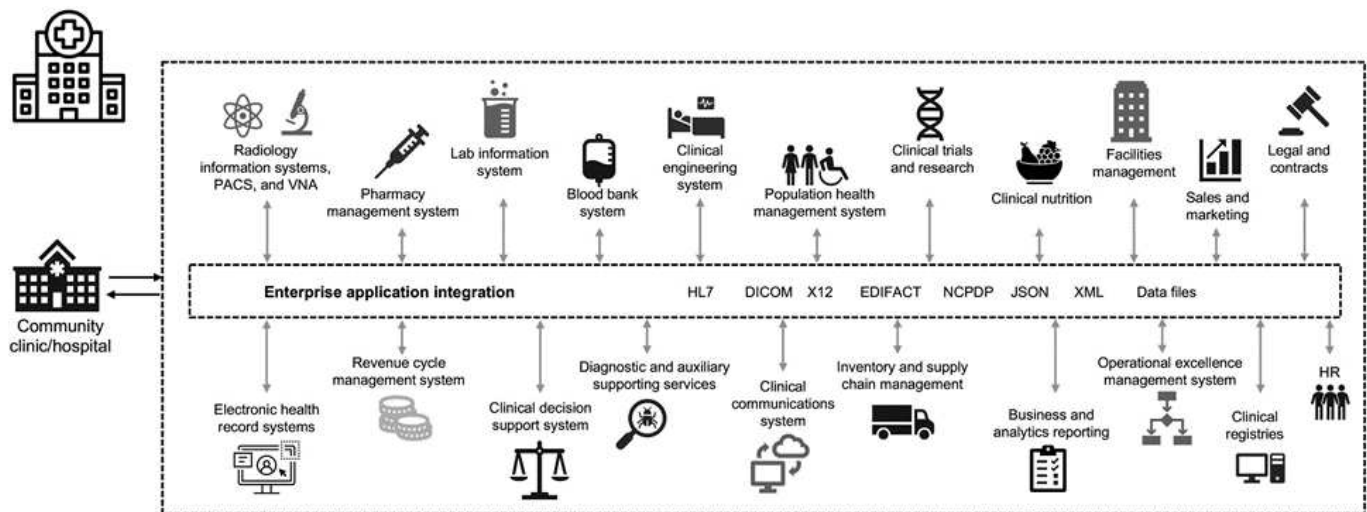 Radiology
information systems,
PACS, and VNA
Pharmacy
management system
Lab information
system
Blood bank
system
Clinical
engineering
system
Population health
management system
Clinical trials
and research
Clinical nutrition
Facilities
management
Sales and
marketing
Legal and
contracts
Community
clinic/hospital
Enterprise application integration HL7 DICOM X12 EDIFACT NCPDP JSON XML Data files
Electronic health
record systems
Revenue cycle
management system
Clinical decision
support system
Diagnostic and auxiliary
supporting services
Clinical
communications
system
Inventory and supply
chain management
Business and
analytics reporting
Operational excellence
management system
Clinical
registries
HR